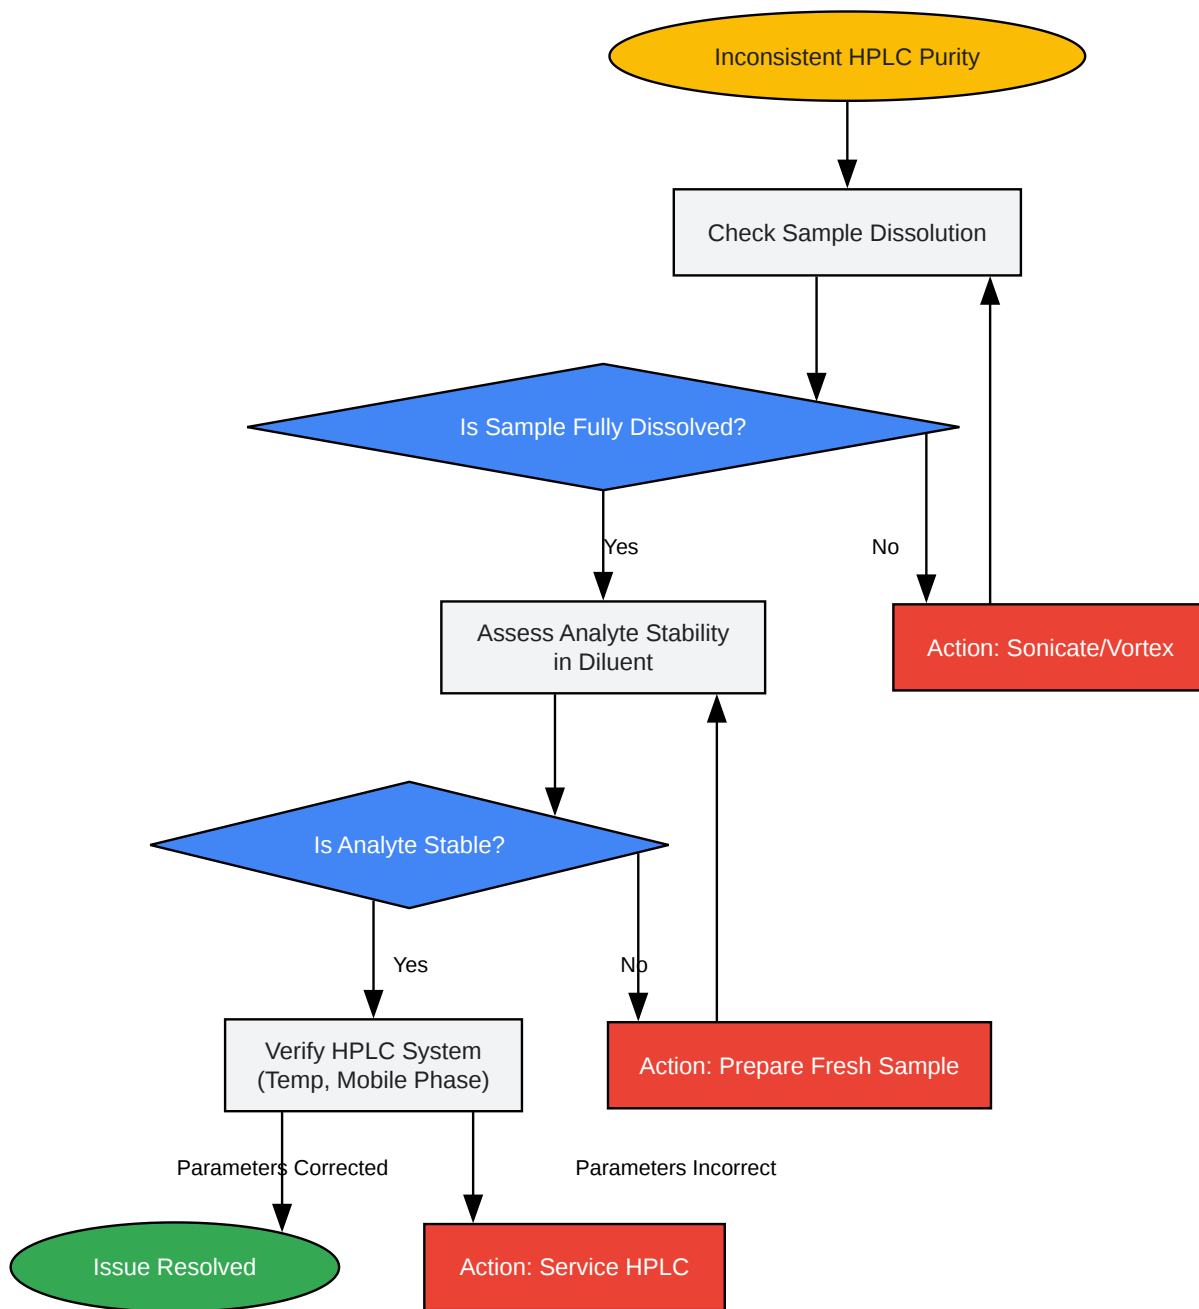 Inconsistent HPLC Purity
Check Sample Dissolution
Is Sample Fully Dissolved?
Yes
No
Assess Analyte Stability
in Diluent
Action: Sonicate/Vortex
Is Analyte Stable?
Yes
No
Verify HPLC System
(Temp, Mobile Phase)
Action: Prepare Fresh Sample
Parameters Corrected
Parameters Incorrect
Issue Resolved
Action: Service HPLC